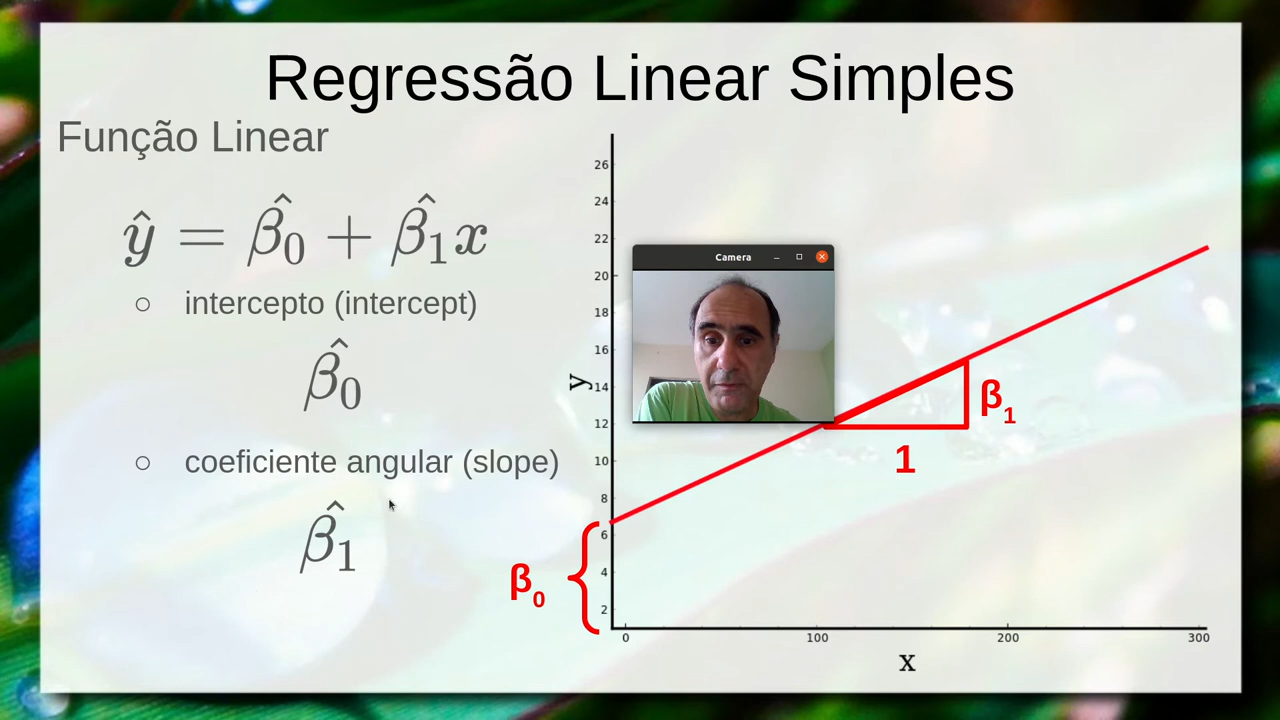 Regressão Linear Simples
Função Linear
ŷ = β̂₀ + β̂₁x
○ intercepto (intercept)
β̂₀
○ coeficiente angular (slope)
β̂₁
26
24
22
20
18
16
14
12
10
8
6
4
2
y
Camera
β₁
1
β₀
0 100 200 300
x